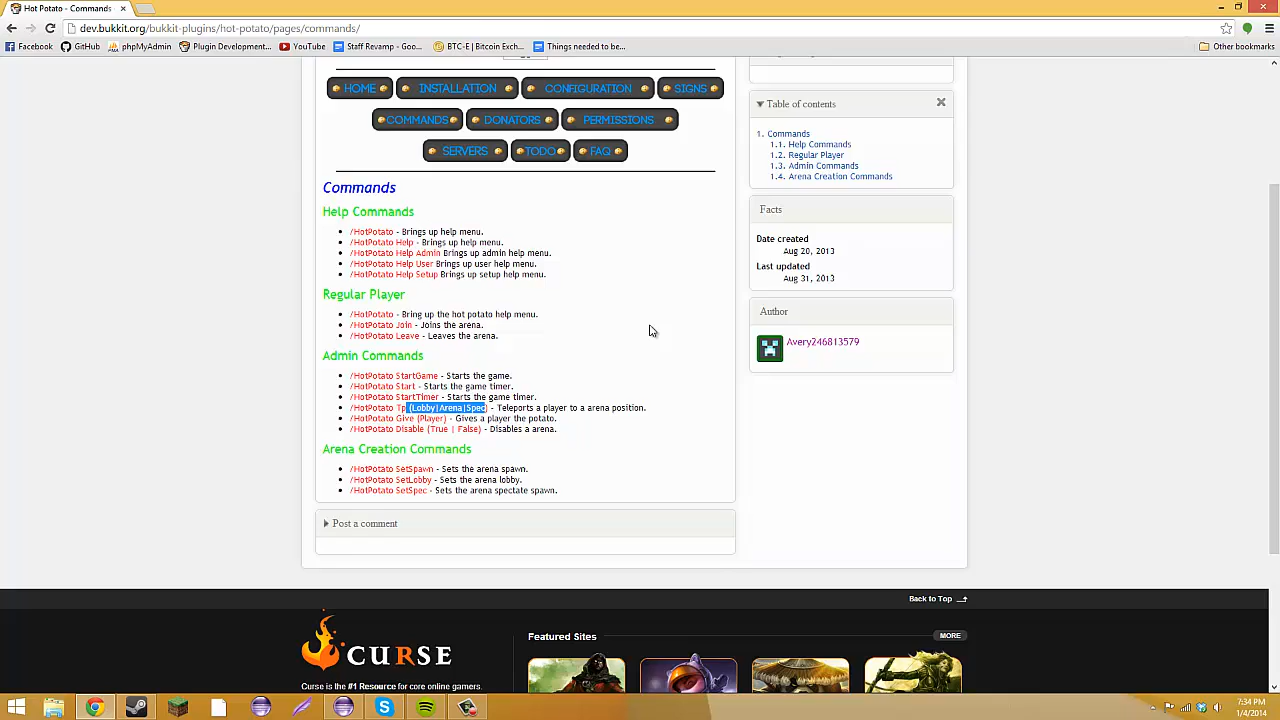 Hot Potato - Commands -
dev.bukkit.org/bukkit-plugins/hot-potato/pages/commands/
Facebook GitHub phpMyAdmin Plugin Developmen... YouTube Staff Revamp - Goo... BTC-E | Bitcoin Exch... Things needed to be... Other bookmarks
HOME INSTALLATION CONFIGURATION SIGNS
COMMANDS DONATORS PERMISSIONS
SERVERS TODO FAQ
Commands
Help Commands
/HotPotato - Brings up help menu.
/HotPotato Help - Brings up help menu.
/HotPotato Help Admin Brings up admin help menu.
/HotPotato Help User Brings up user help menu.
/HotPotato Help Setup Brings up setup help menu.
Regular Player
/HotPotato - Bring up the hot potato help menu.
/HotPotato Join - Joins the arena.
/HotPotato Leave - Leaves the arena.
Admin Commands
/HotPotato StartGame - Starts the game.
/HotPotato Start - Starts the game timer.
/HotPotato StartTimer - Starts the game timer.
/HotPotato Tp (Lobby|Arena|Spec) - Teleports a player to a arena position.
/HotPotato Give (Player) - Gives a player the potato.
/HotPotato Disable (True | False) - Disables a arena.
Arena Creation Commands
/HotPotato SetSpawn - Sets the arena spawn.
/HotPotato SetLobby - Sets the arena lobby.
/HotPotato SetSpec - Sets the arena spectate spawn.
Post a comment
Table of contents
1. Commands
1.1. Help Commands
1.2. Regular Player
1.3. Admin Commands
1.4. Arena Creation Commands
Facts
Date created
Aug 20, 2013
Last updated
Aug 31, 2013
Author
Avery246813579
Back to Top
CURSE
Curse is the #1 Resource for core online gamers.
Featured Sites
MORE
7:34 PM
1/4/2014